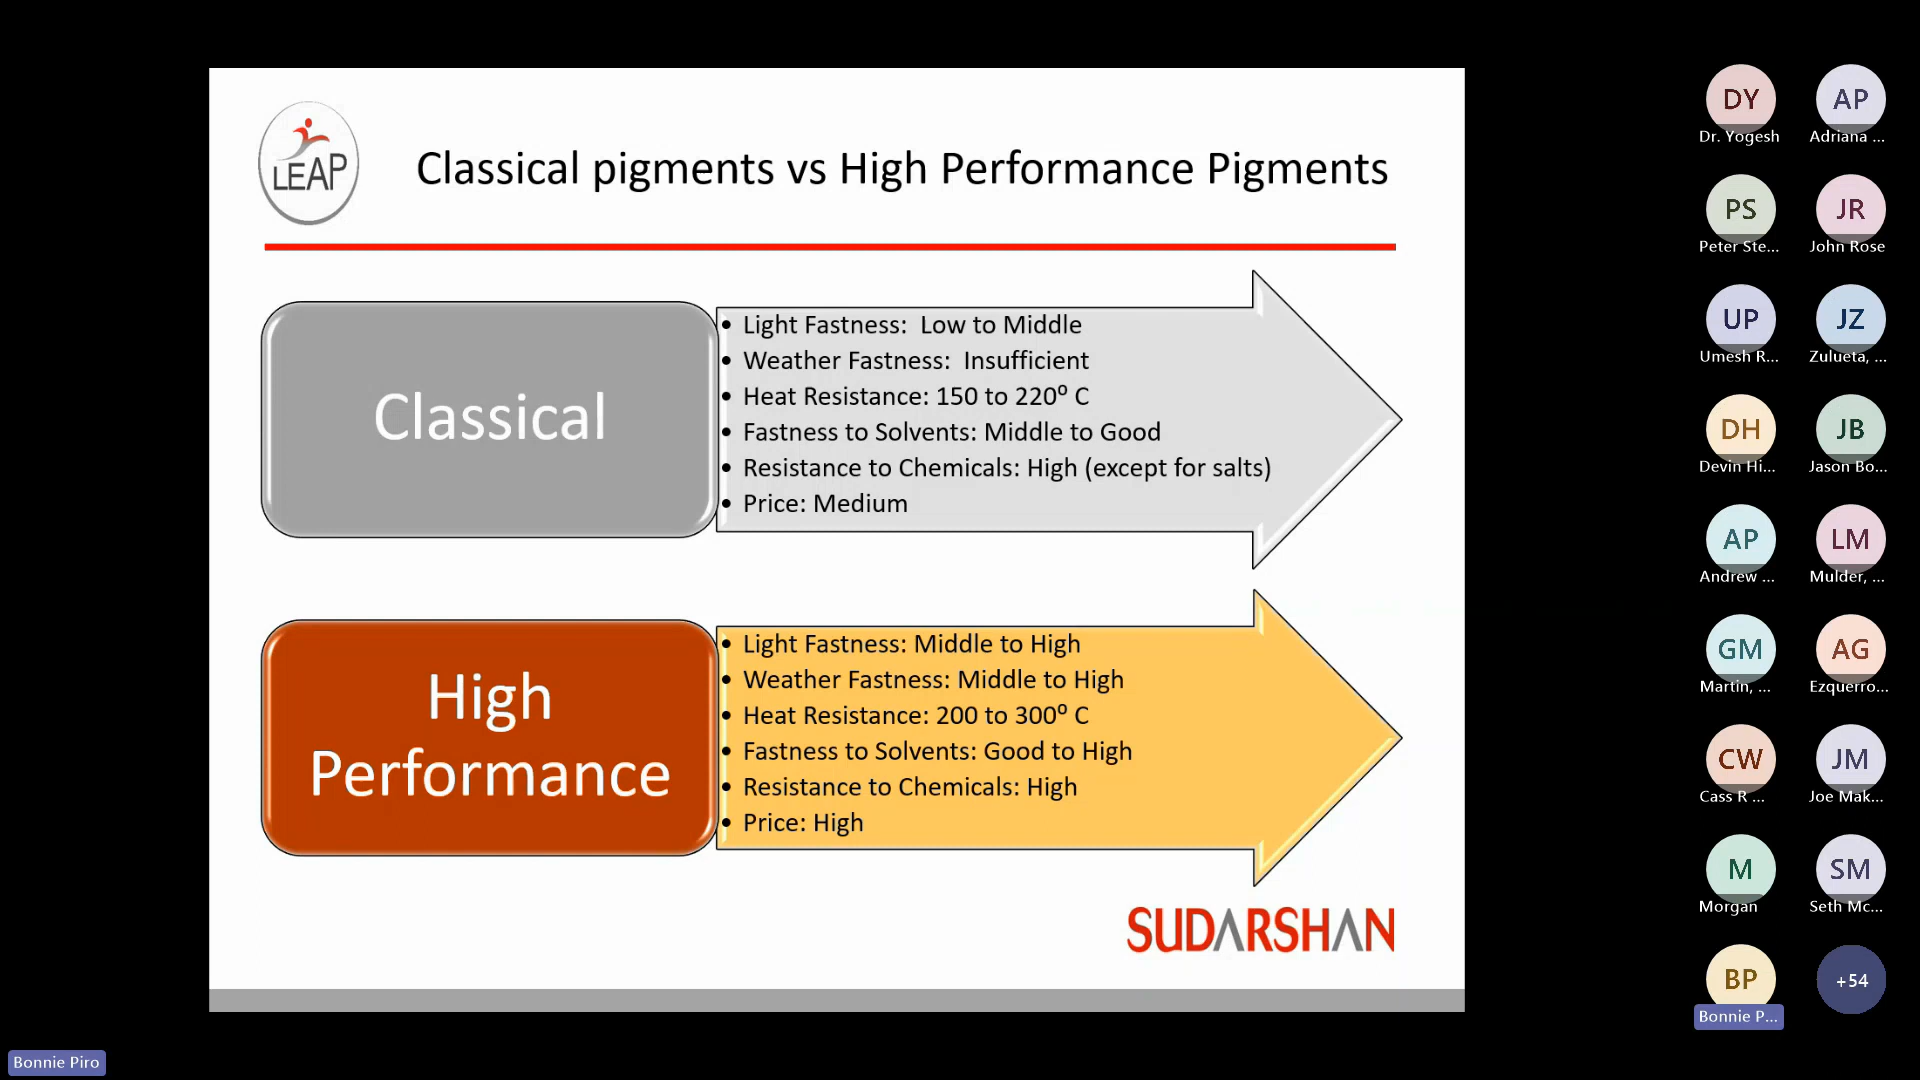 LEAP
Classical pigments vs High Performance Pigments
Classical
• Light Fastness:  Low to Middle
• Weather Fastness:  Insufficient
• Heat Resistance: 150 to 220⁰ C
• Fastness to Solvents: Middle to Good
• Resistance to Chemicals: High (except for salts)
• Price: Medium
High
Performance
• Light Fastness: Middle to High
• Weather Fastness: Middle to High
• Heat Resistance: 200 to 300⁰ C
• Fastness to Solvents: Good to High
• Resistance to Chemicals: High
• Price: High
SUDARSHAN
DY
Dr. Yogesh
AP
Adriana ...
PS
Peter Ste...
JR
John Rose
UP
Umesh R...
JZ
Zulueta, ...
DH
Devin Hi...
JB
Jason Bo...
AP
Andrew ...
LM
Mulder, ...
GM
Martin, ...
AG
Ezquerro...
CW
Cass R ...
JM
Joe Mak...
M
Morgan
SM
Seth Mc...
BP
Bonnie P...
+54
Bonnie Piro